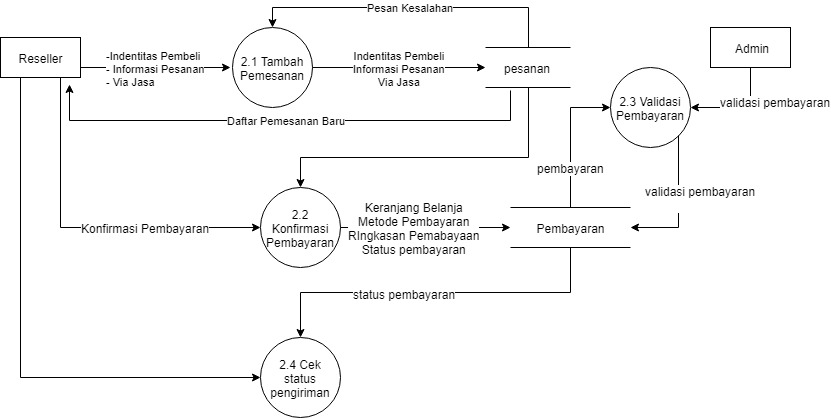 Pesan Kesalahan
Reseller
-Indentitas Pembeli
- Informasi Pesanan
- Via Jasa
2.1 Tambah
Pemesanan
Indentitas Pembeli
Informasi Pesanan
Via Jasa
pesanan
Admin
2.3 Validasi
Pembayaran
validasi pembayaran
Daftar Pemesanan Baru
pembayaran
validasi pembayaran
Konfirmasi Pembayaran
2.2
Konfirmasi
Pembayaran
Keranjang Belanja
Metode Pembayaran
RIngkasan Pemabayaan
Status pembayaran
Pembayaran
status pembayaran
2.4 Cek
status
pengiriman